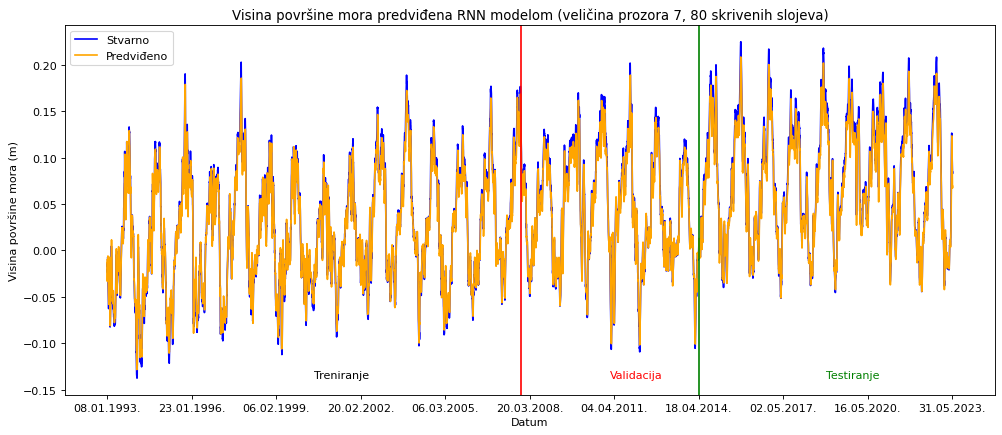 Visina površine mora predviđena RNN modelom (veličina prozora 7, 80 skrivenih slojeva)
Stvarno
Predviđeno
Visina površine mora (m)
0.20
0.15
0.10
0.05
0.00
−0.05
−0.10
−0.15
Treniranje
Validacija
Testiranje
08.01.1993.
23.01.1996.
06.02.1999.
20.02.2002.
06.03.2005.
20.03.2008.
04.04.2011.
18.04.2014.
02.05.2017.
16.05.2020.
31.05.2023.
Datum